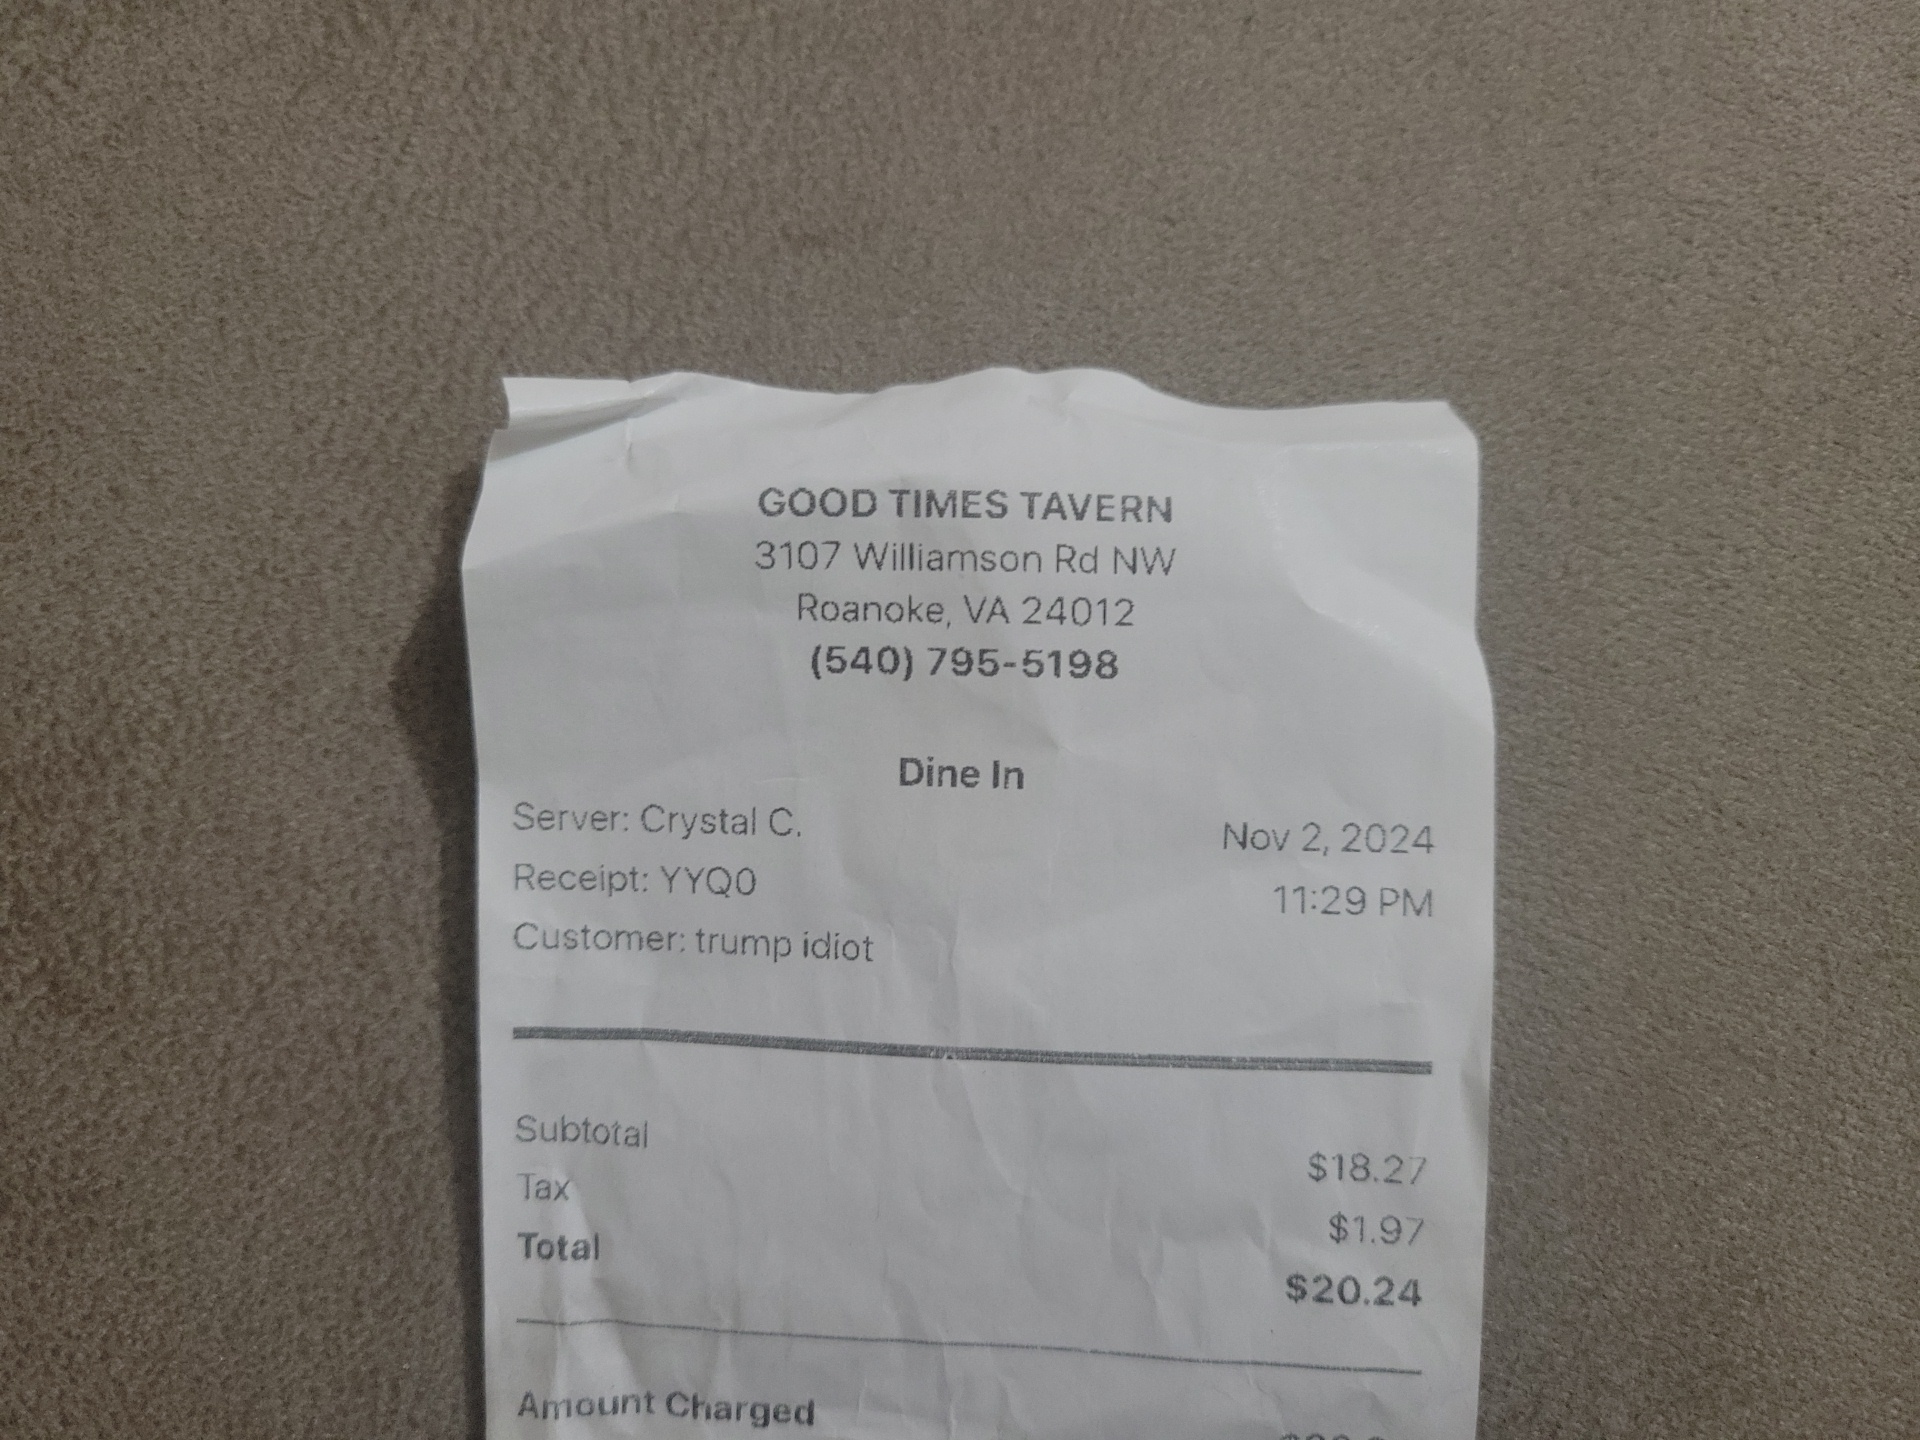 GOOD TIMES TAVERN
3107 Williamson Rd NW
Roanoke, VA 24012
(540) 795-5198
Dine In
Server: Crystal C.
Nov 2, 2024
Receipt: YYQ0
11:29 PM
Customer: trump idiot
Subtotal
$18.27
Tax
$1.97
Total
$20.24
Amount Charged